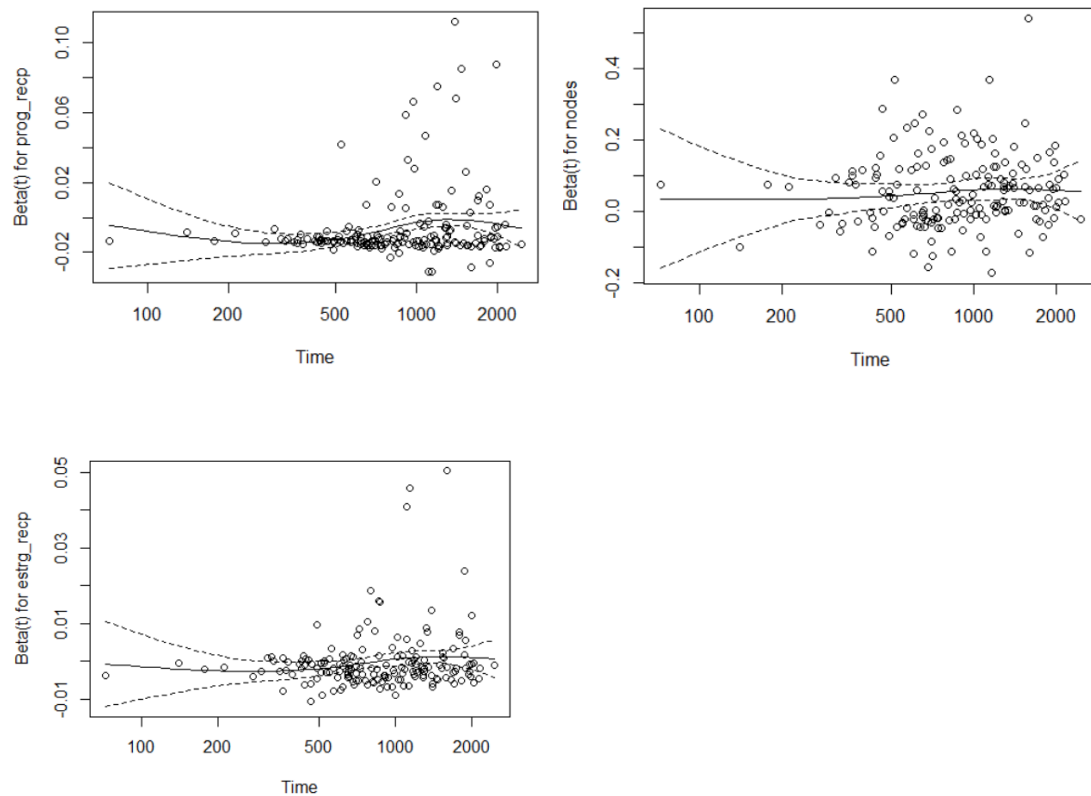 Beta(t) for prog_recp
0.10
0.06
0.02
-0.02
100 200 500 1000 2000
Time
Beta(t) for nodes
0.4
0.2
0.0
-0.2
100 200 500 1000 2000
Time
Beta(t) for estrg_recp
0.05
0.03
0.01
-0.01
100 200 500 1000 2000
Time